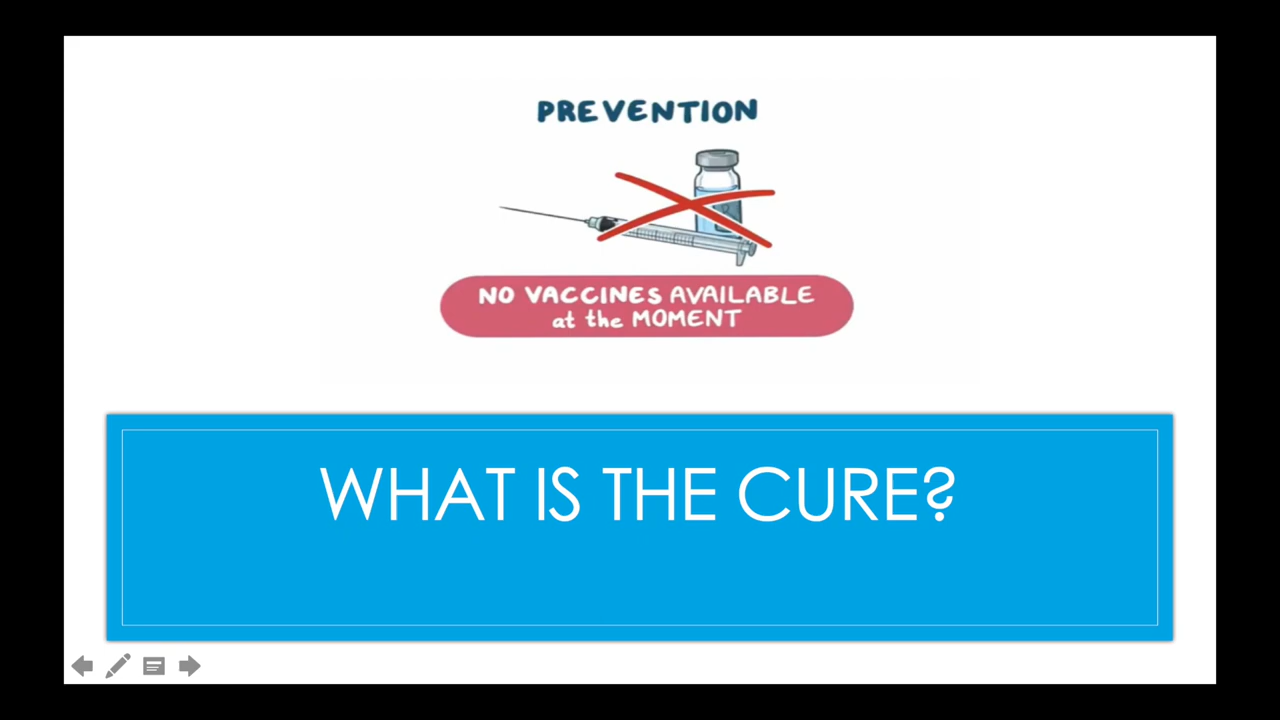 PREVENTION
NO VACCINES AVAILABLE
at the MOMENT
WHAT IS THE CURE?